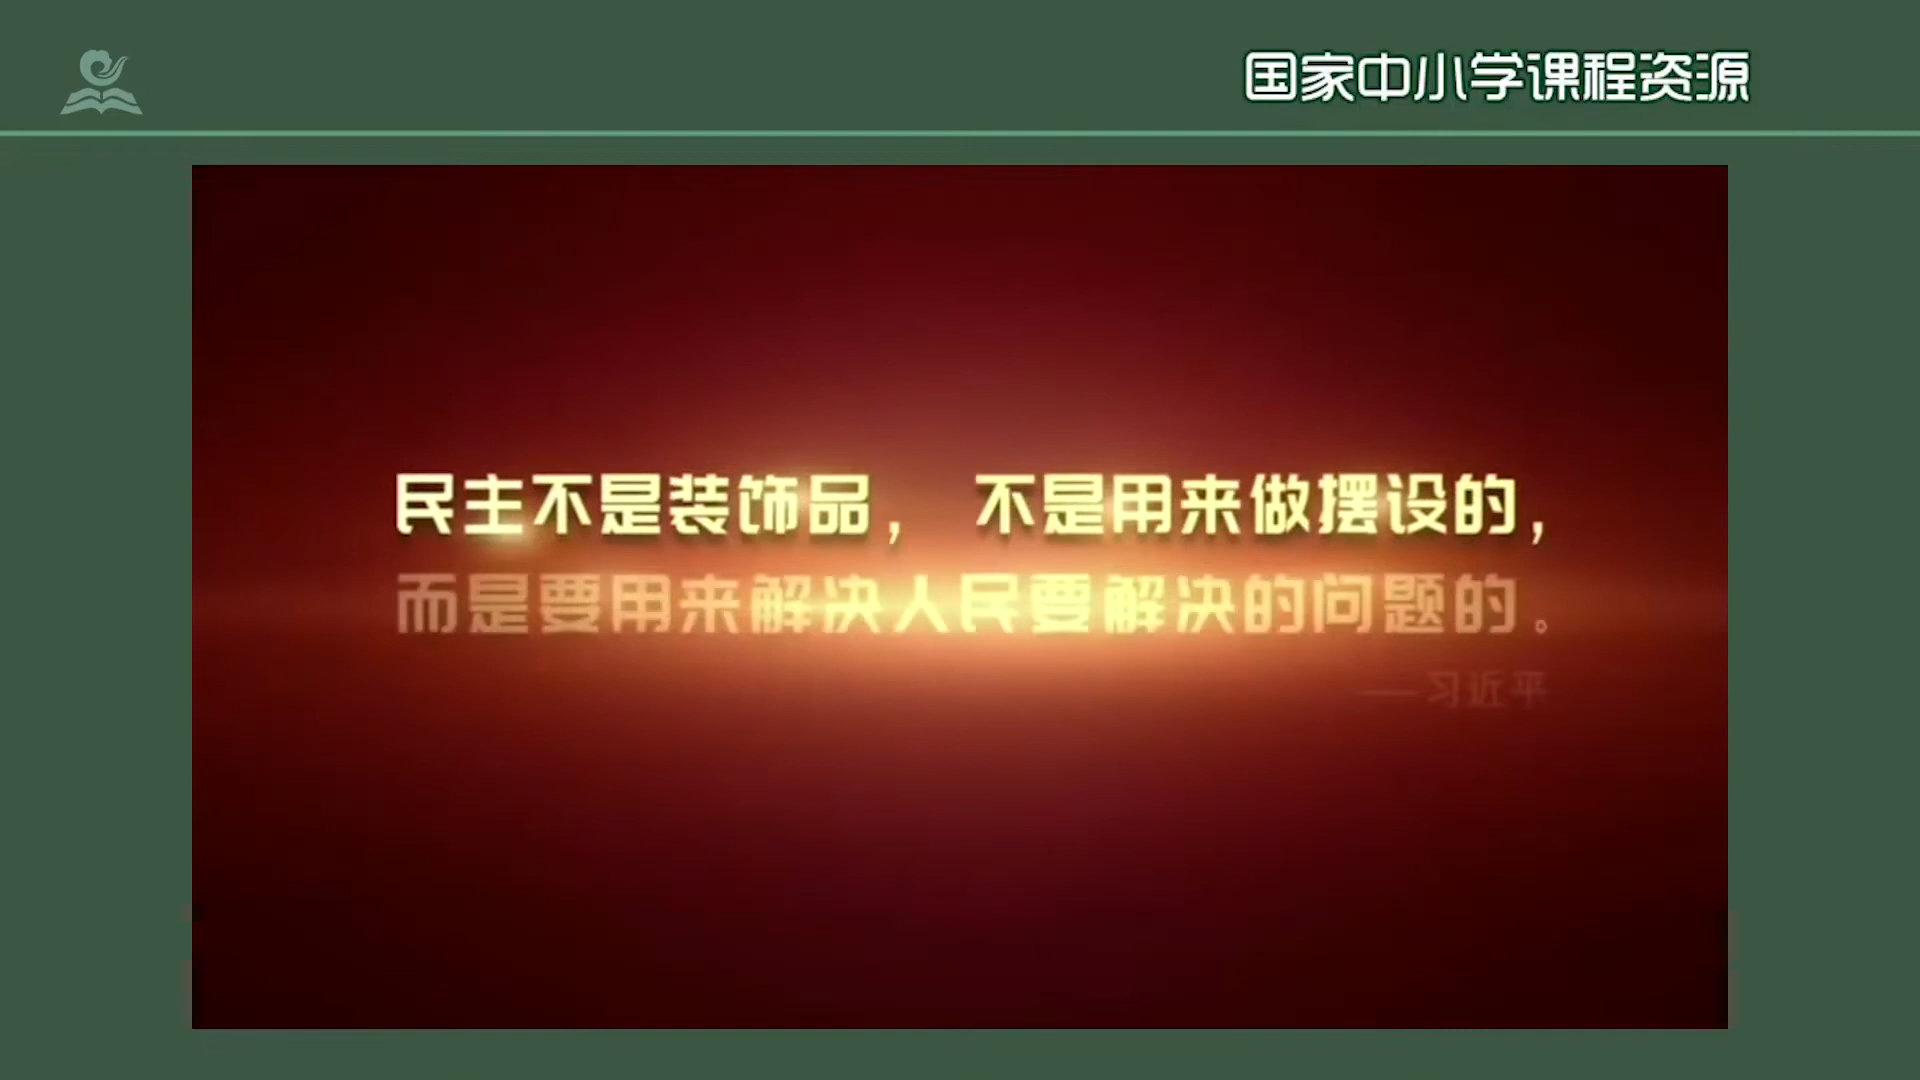 国家中小学课程资源
民主不是装饰品， 不是用来做摆设的，
而是要用来解决人民要解决的问题的。
——习近平